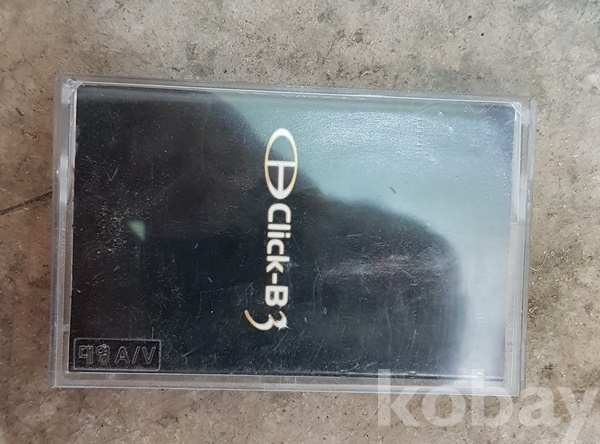 Click-B 3
대영 A/V
kobay